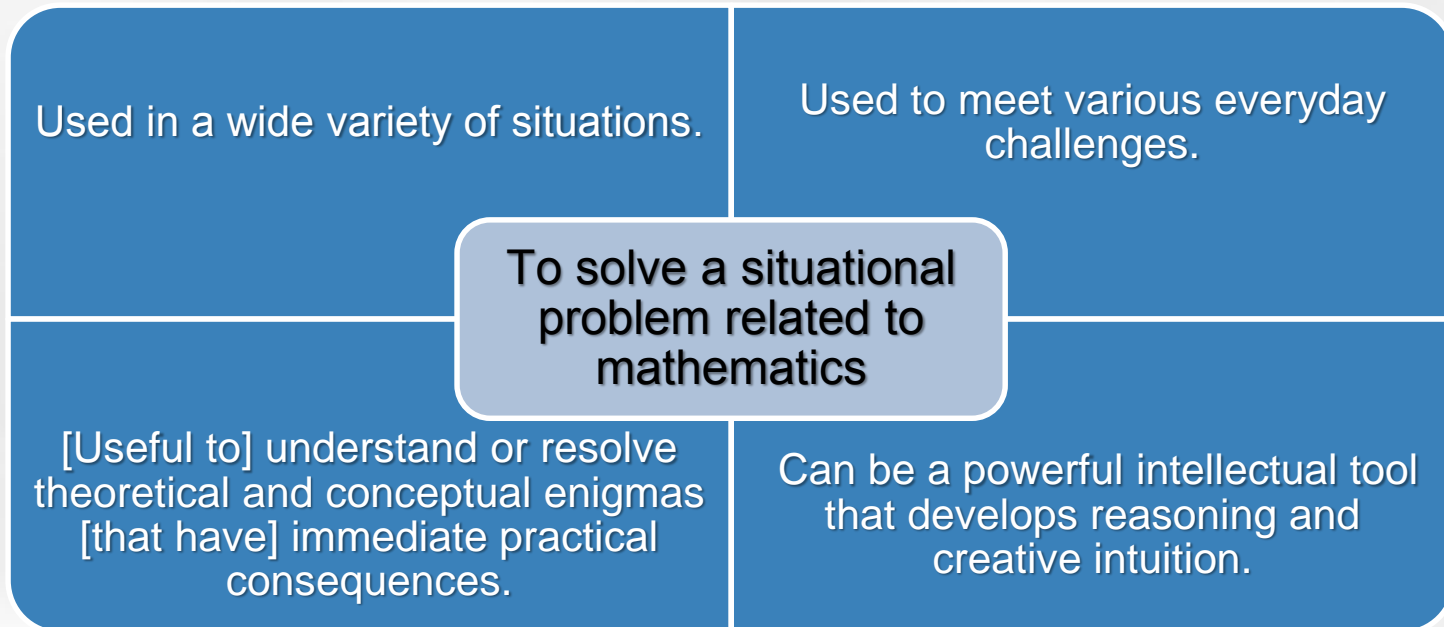 Used in a wide variety of situations.
Used to meet various everyday
challenges.
To solve a situational
problem related to
mathematics
[Useful to] understand or resolve
theoretical and conceptual enigmas
[that have] immediate practical
consequences.
Can be a powerful intellectual tool
that develops reasoning and
creative intuition.